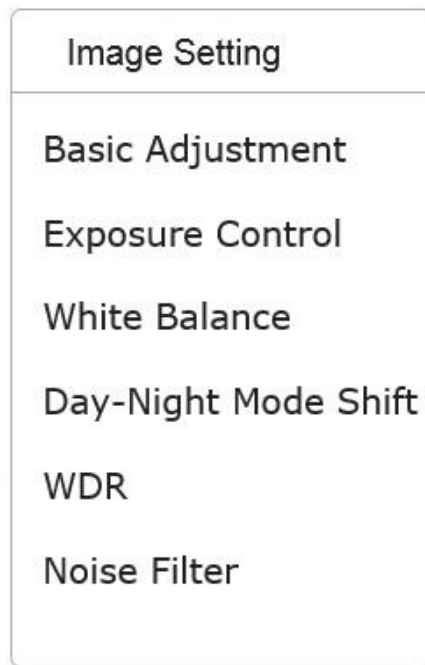 Image Setting
Basic Adjustment
Exposure Control
White Balance
Day-Night Mode Shift
WDR
Noise Filter